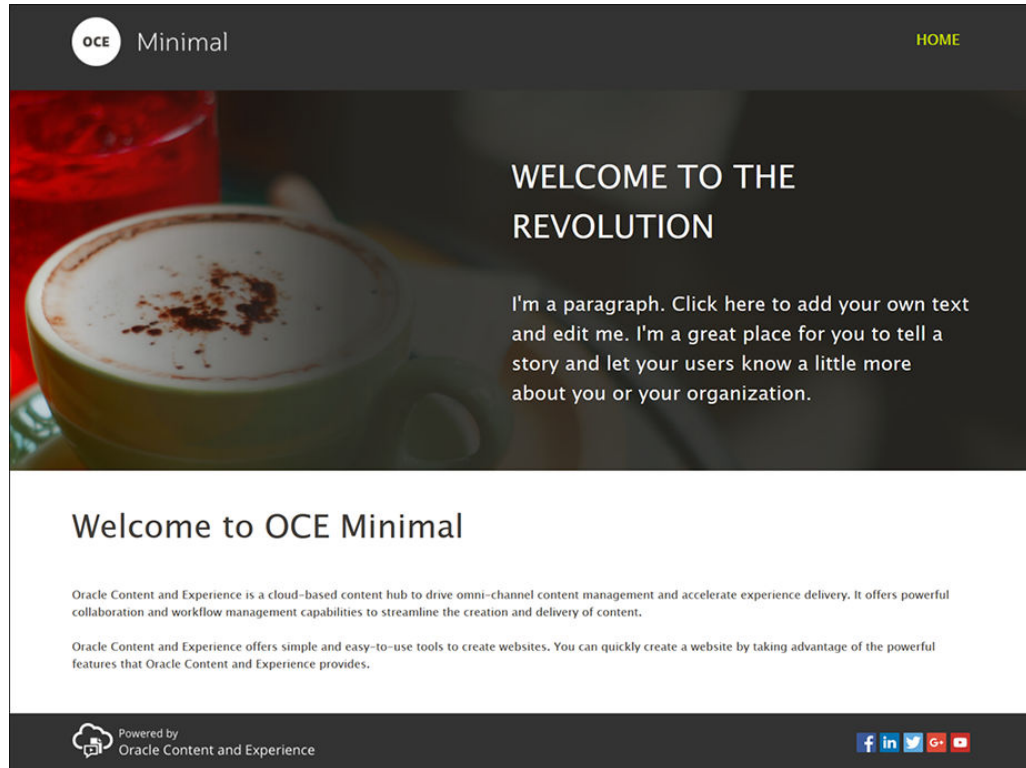 OCE Minimal
HOME
WELCOME TO THE
REVOLUTION
I'm a paragraph. Click here to add your own text
and edit me. I'm a great place for you to tell a
story and let your users know a little more
about you or your organization.
Welcome to OCE Minimal
Oracle Content and Experience is a cloud-based content hub to drive omni-channel content management and accelerate experience delivery. It offers powerful
collaboration and workflow management capabilities to streamline the creation and delivery of content.
Oracle Content and Experience offers simple and easy-to-use tools to create websites. You can quickly create a website by taking advantage of the powerful
features that Oracle Content and Experience provides.
Powered by
Oracle Content and Experience
f in G+